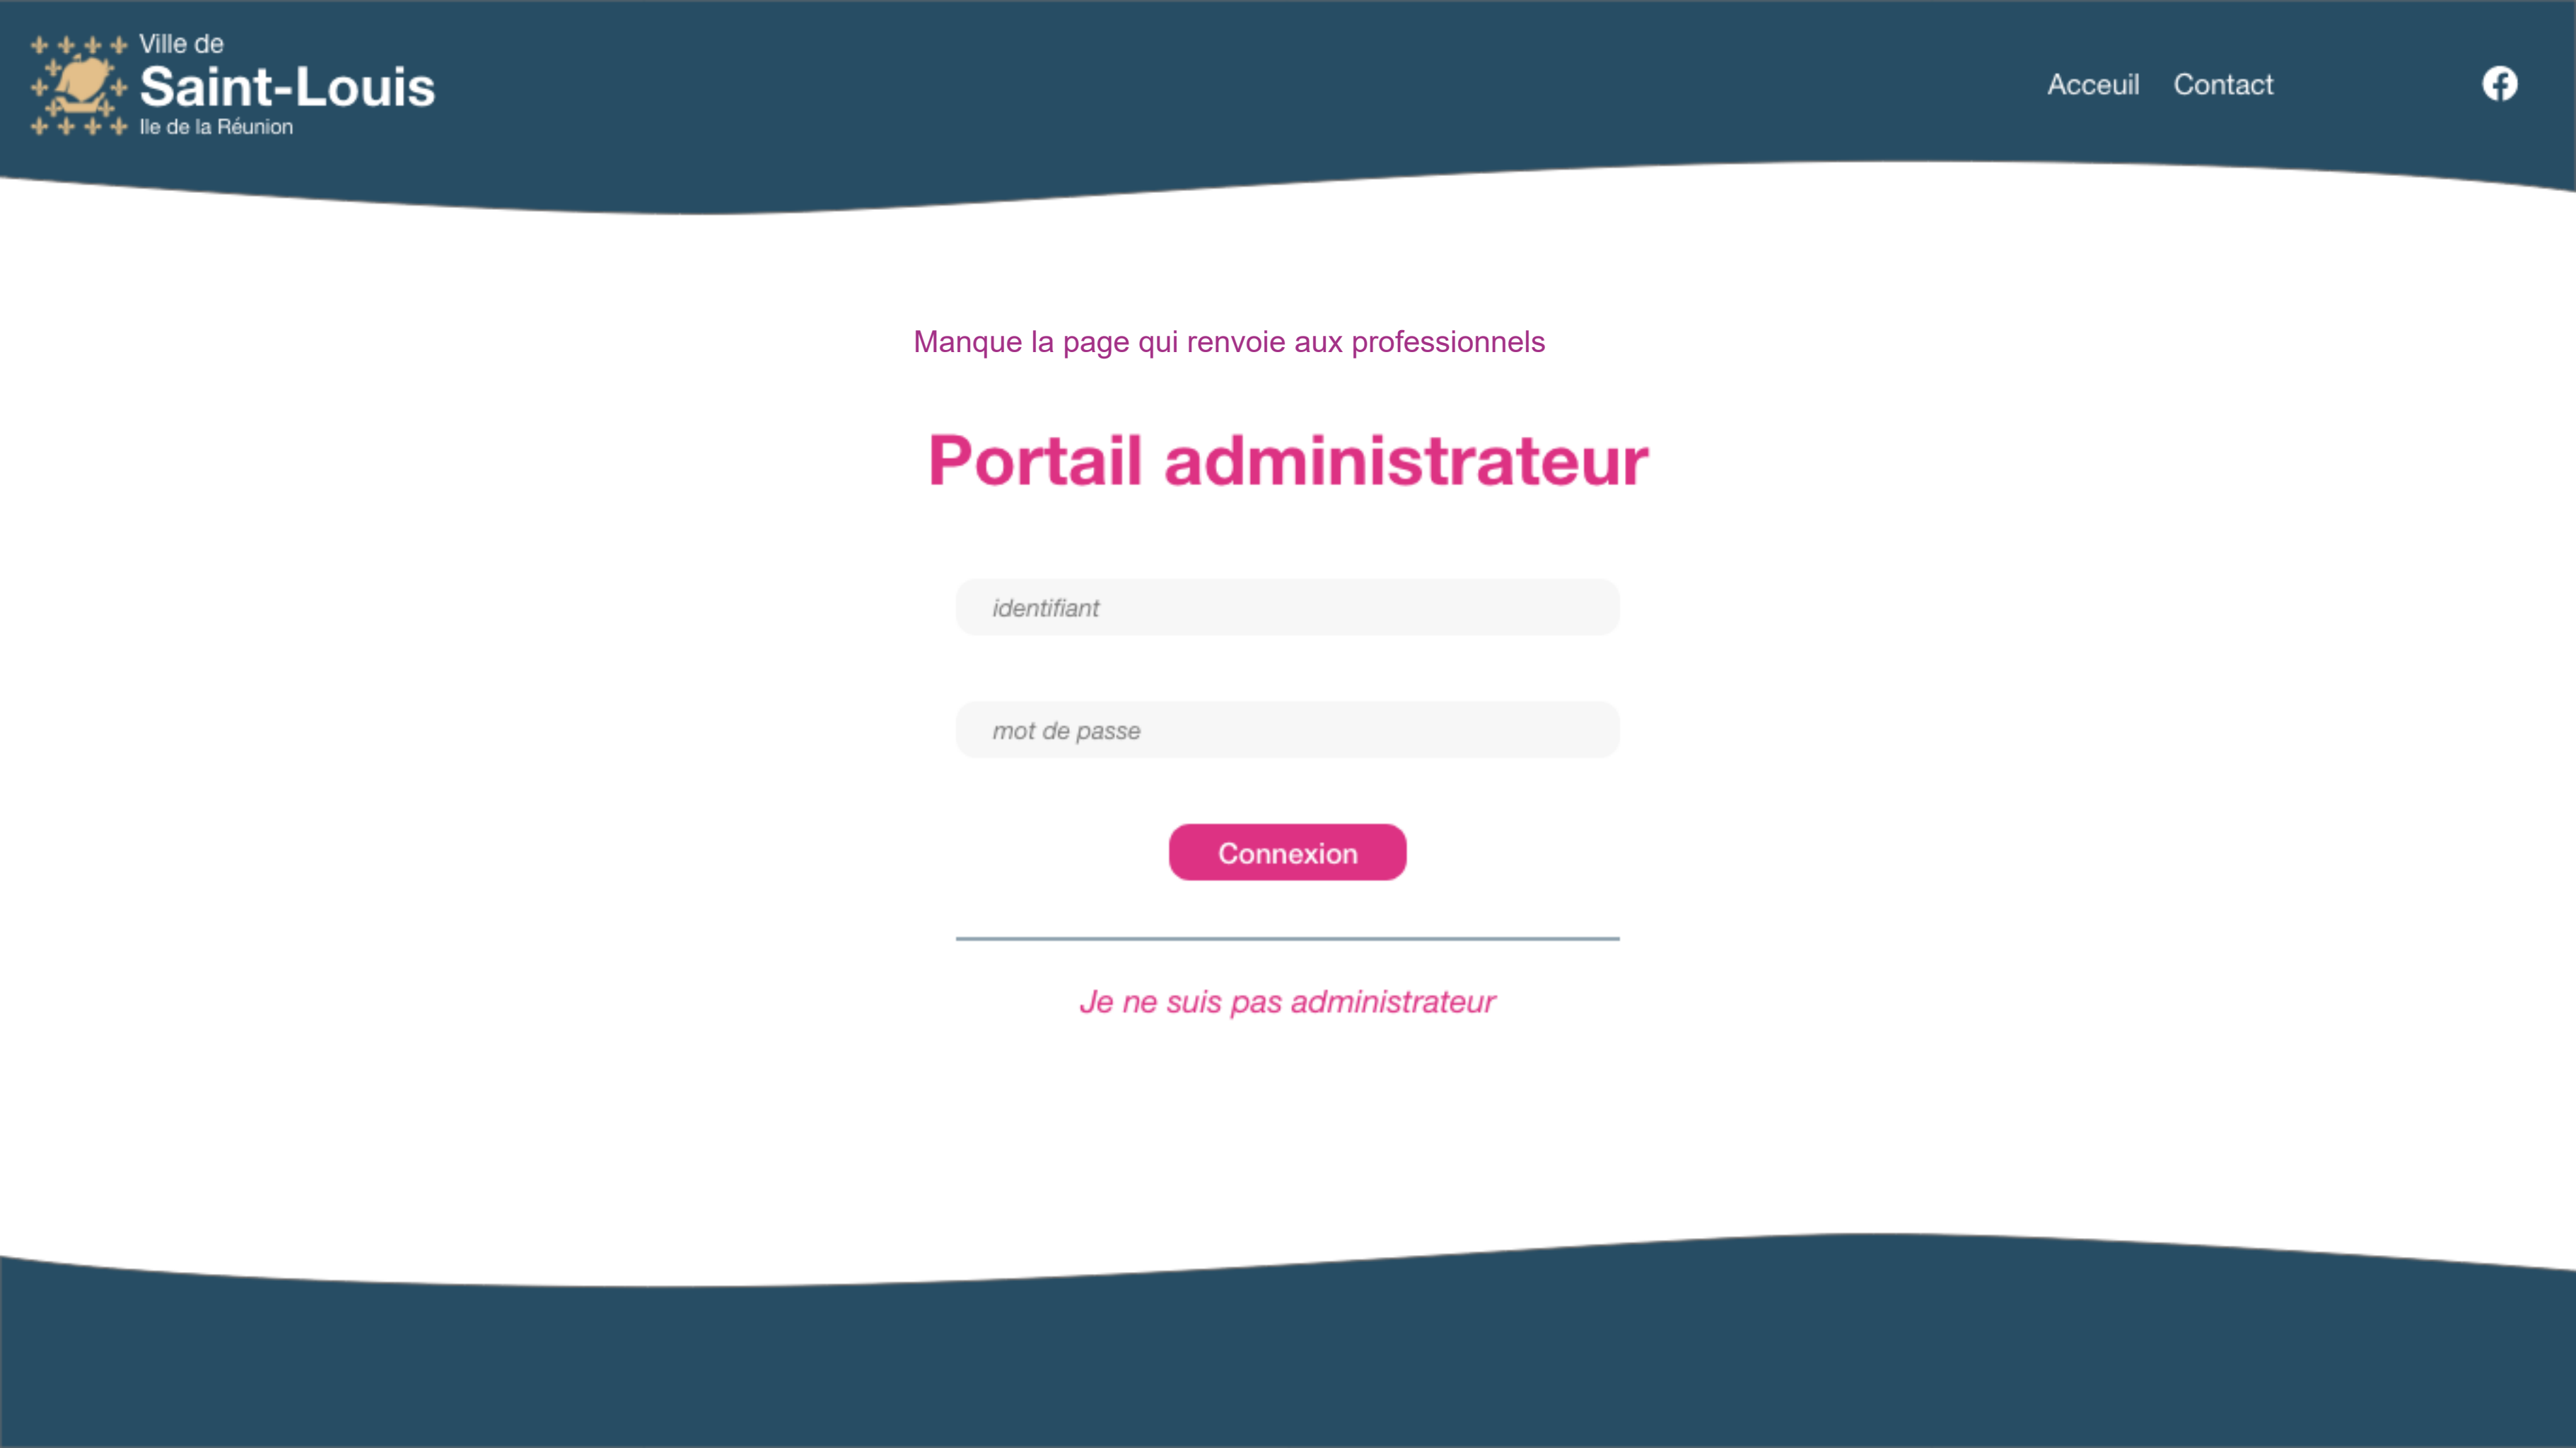 Ville de
Saint-Louis
Ile de la Réunion
Acceuil Contact
Manque la page qui renvoie aux professionnels
Portail administrateur
identifiant
mot de passe
Connexion
Je ne suis pas administrateur